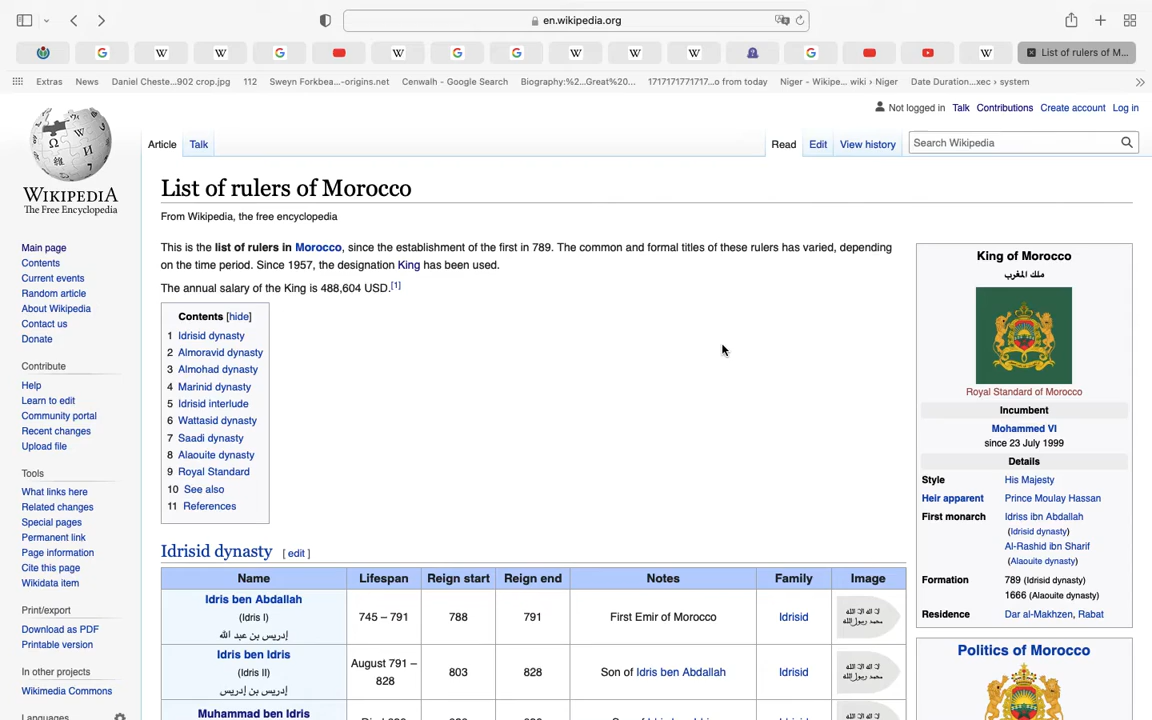 en.wikipedia.org
List of rulers of M...
Extras News Daniel Cheste...902 crop.jpg 112 Sweyn Forkbea...-origins.net Cenwalh - Google Search Biography:%2...Great%20... 1717171771717...o from today Niger - Wikipe... wiki › Niger Date Duration...xec › system
Not logged in Talk Contributions Create account Log in
Article Talk Read Edit View history Search Wikipedia
WIKIPEDIA
The Free Encyclopedia
Main page
Contents
Current events
Random article
About Wikipedia
Contact us
Donate
Contribute
Help
Learn to edit
Community portal
Recent changes
Upload file
Tools
What links here
Related changes
Special pages
Permanent link
Page information
Cite this page
Wikidata item
Print/export
Download as PDF
Printable version
In other projects
Wikimedia Commons
Languages
List of rulers of Morocco
From Wikipedia, the free encyclopedia
This is the list of rulers in Morocco, since the establishment of the first in 789. The common and formal titles of these rulers has varied, depending
on the time period. Since 1957, the designation King has been used.
The annual salary of the King is 488,604 USD.[1]
Contents [hide]
1 Idrisid dynasty
2 Almoravid dynasty
3 Almohad dynasty
4 Marinid dynasty
5 Idrisid interlude
6 Wattasid dynasty
7 Saadi dynasty
8 Alaouite dynasty
9 Royal Standard
10 See also
11 References
Idrisid dynasty [ edit ]
Name Lifespan Reign start Reign end Notes Family Image
Idris ben Abdallah
(Idris I)
إدريس بن عبد الله
745 – 791 788 791 First Emir of Morocco Idrisid
لا اله الا الله
محمد رسول الله
Idris ben Idris
(Idris II)
إدريس بن إدريس
August 791 –
828
803 828 Son of Idris ben Abdallah Idrisid
لا اله الا الله
محمد رسول الله
Muhammad ben Idris
King of Morocco
ملك المغرب
Royal Standard of Morocco
Incumbent
Mohammed VI
since 23 July 1999
Details
Style His Majesty
Heir apparent Prince Moulay Hassan
First monarch Idriss ibn Abdallah
(Idrisid dynasty)
Al-Rashid ibn Sharif
(Alaouite dynasty)
Formation 789 (Idrisid dynasty)
1666 (Alaouite dynasty)
Residence Dar al-Makhzen, Rabat
Politics of Morocco